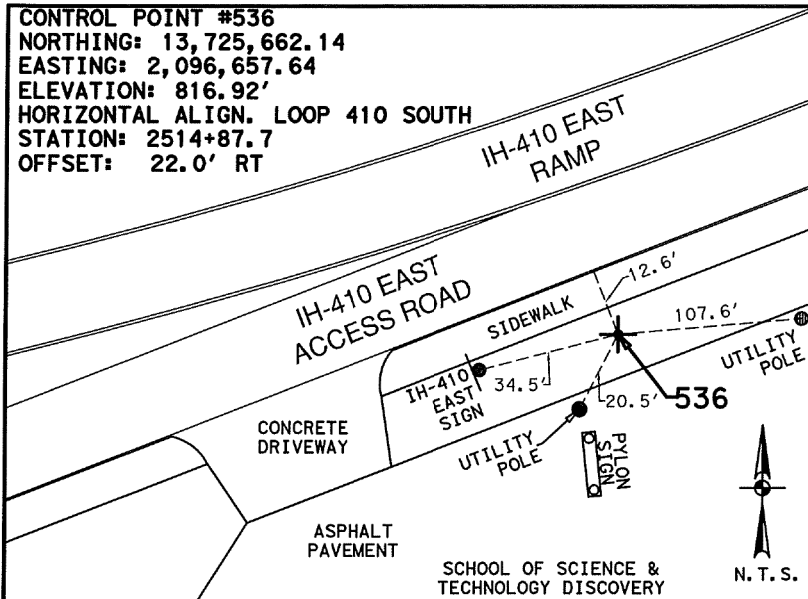 CONTROL POINT #536
NORTHING: 13,725,662.14
EASTING: 2,096,657.64
ELEVATION: 816.92'
HORIZONTAL ALIGN. LOOP 410 SOUTH
STATION: 2514+87.7
OFFSET: 22.0' RT
IH-410 EAST
RAMP
IH-410 EAST
ACCESS ROAD
12.6'
SIDEWALK
107.6'
UTILITY
POLE
IH-410
EAST
SIGN
34.5'
20.5'
536
CONCRETE
DRIVEWAY
UTILITY
POLE
PYLON
SIGN
ASPHALT
PAVEMENT
SCHOOL OF SCIENCE &
TECHNOLOGY DISCOVERY
N.T.S.